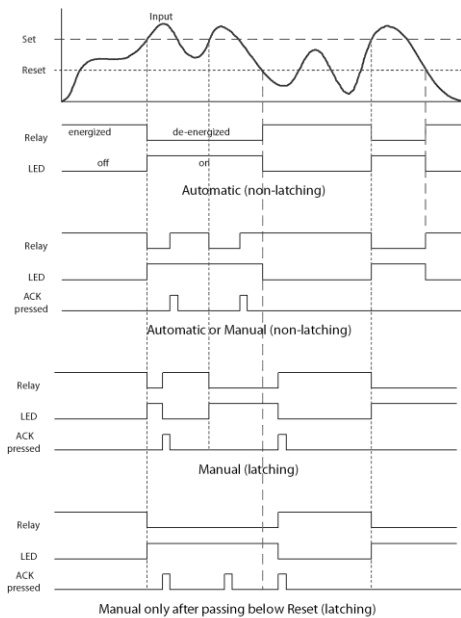 Input
Set
Reset
energized de-energized
Relay
off on
LED
Automatic (non-latching)
Relay
LED
ACK
pressed
Automatic or Manual (non-latching)
Relay
LED
ACK
pressed
Manual (latching)
Relay
LED
ACK
pressed
Manual only after passing below Reset (latching)